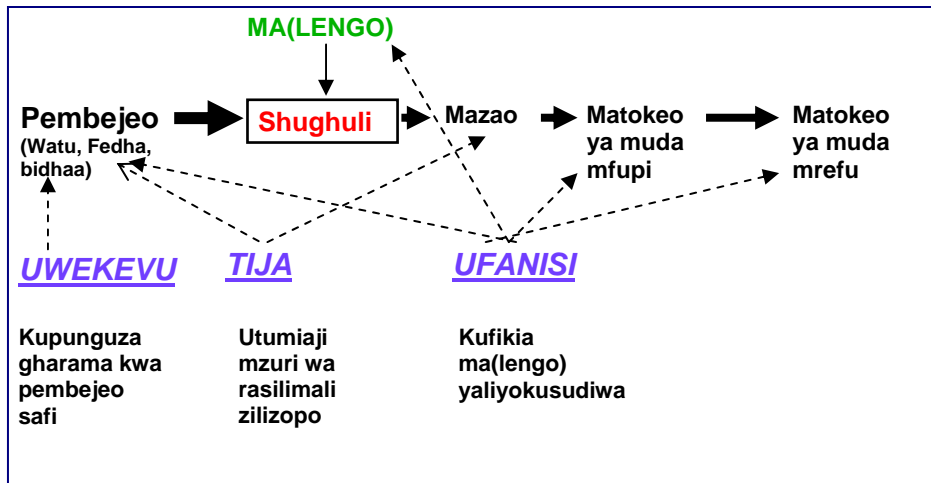 MA(LENGO)
Pembejeo
(Watu, Fedha,
bidhaa)
Shughuli
Mazao
Matokeo
ya muda
mfupi
Matokeo
ya muda
mrefu
UWEKEVU
TIJA
UFANISI
Kupunguza
gharama kwa
pembejeo
safi
Utumiaji
mzuri wa
rasilimali
zilizopo
Kufikia
ma(lengo)
yaliyokusudiwa